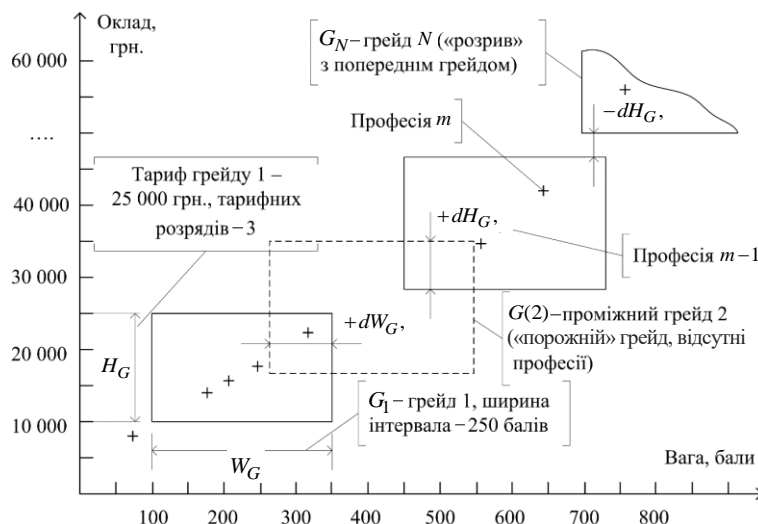 Оклад,
грн.
60 000
....
40 000
30 000
20 000
10 000
G_N – грейд N («розрив»
з попереднім грейдом)
−dH_G,
Професія m
Тариф грейду 1 –
25 000 грн., тарифних
розрядів – 3
+dH_G,
Професія m−1
+dW_G,
G(2) – проміжний грейд 2
(«порожній» грейд, відсутні
професії)
H_G
G_1 – грейд 1, ширина
інтервала – 250 балів
W_G
Вага, бали
100 200 300 400 500 600 700 800